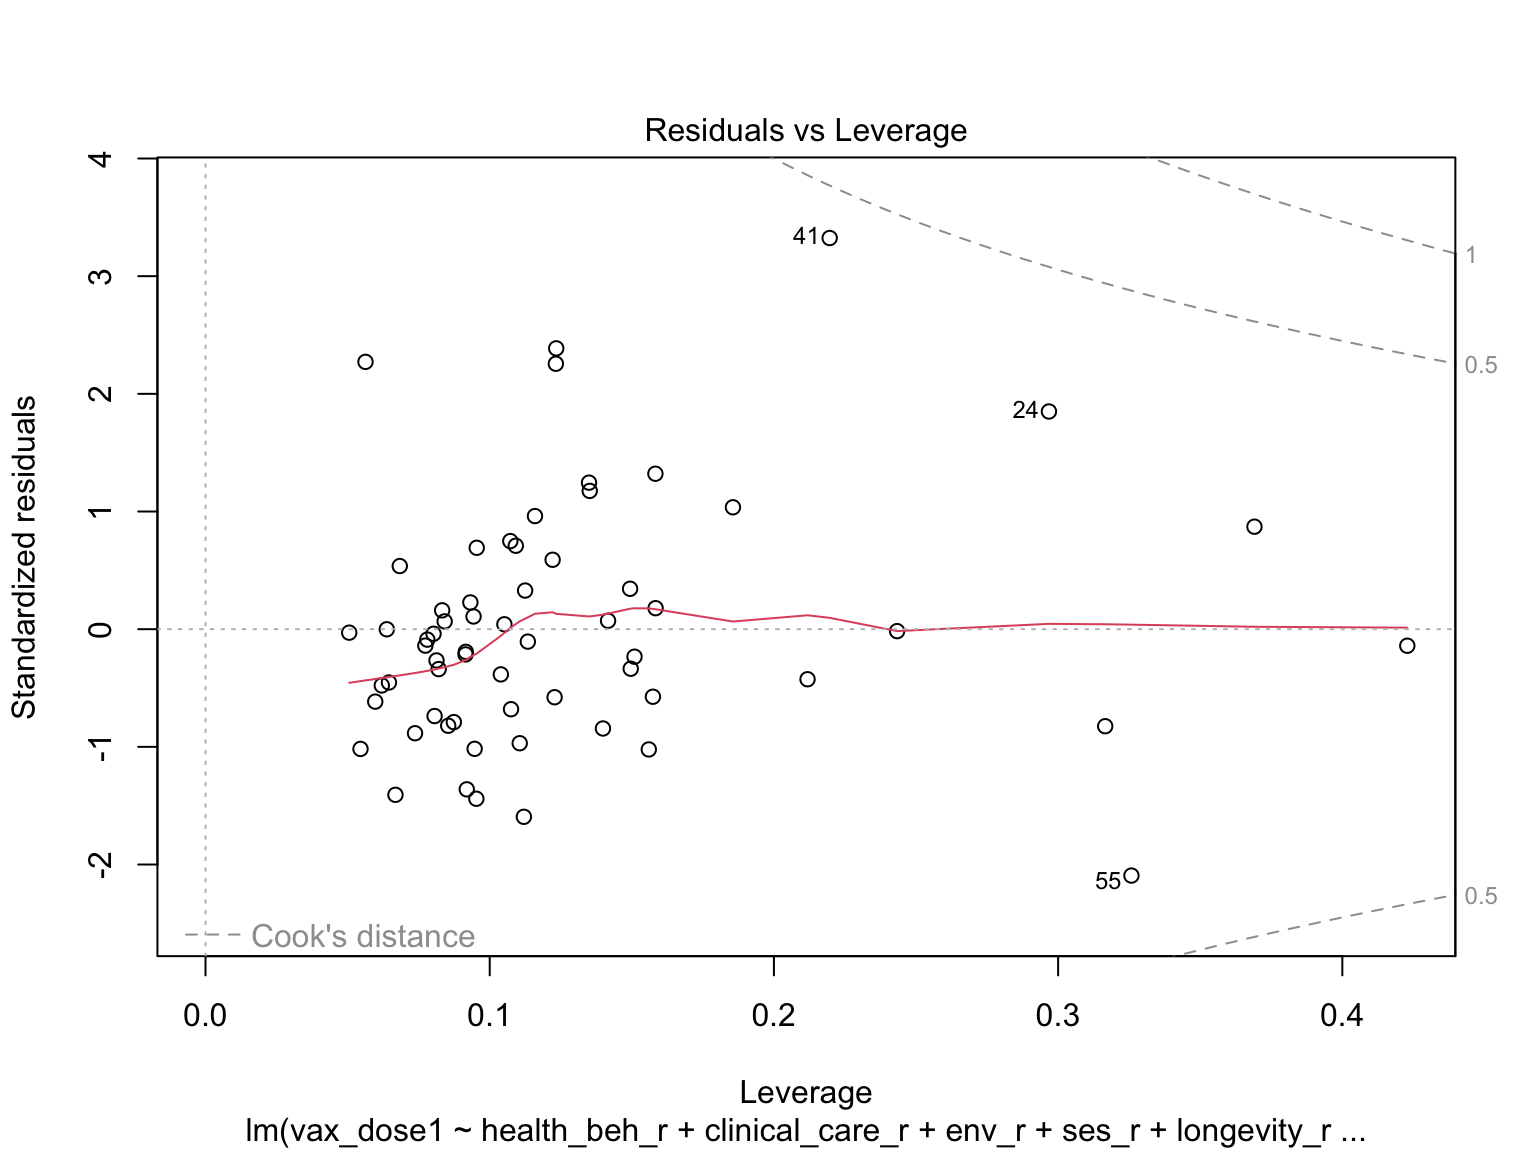 Residuals vs Leverage
4
3
2
1
0
-1
-2
Standardized residuals
41
24
55
1
0.5
0.5
Cook's distance
0.0 0.1 0.2 0.3 0.4
Leverage
lm(vax_dose1 ~ health_beh_r + clinical_care_r + env_r + ses_r + longevity_r ...